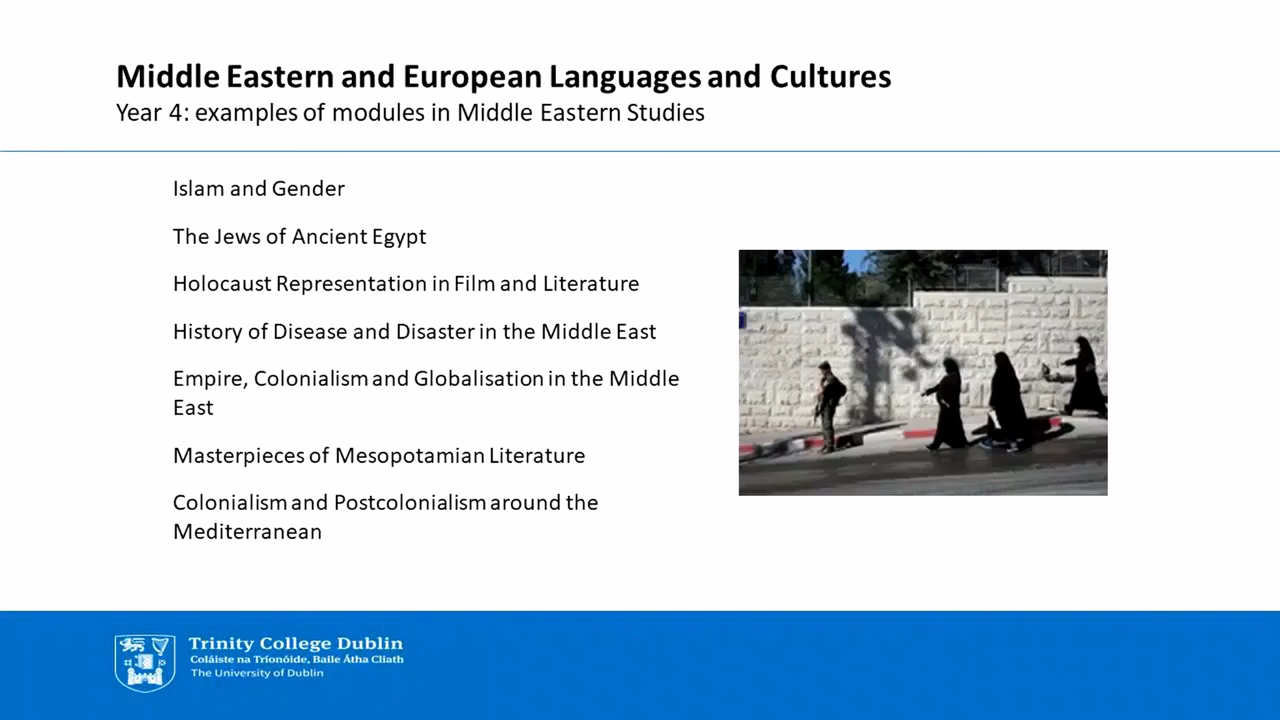 Middle Eastern and European Languages and Cultures
Year 4: examples of modules in Middle Eastern Studies
Islam and Gender
The Jews of Ancient Egypt
Holocaust Representation in Film and Literature
History of Disease and Disaster in the Middle East
Empire, Colonialism and Globalisation in the Middle
East
Masterpieces of Mesopotamian Literature
Colonialism and Postcolonialism around the
Mediterranean
Trinity College Dublin
Coláiste na Tríonóide, Baile Átha Cliath
The University of Dublin